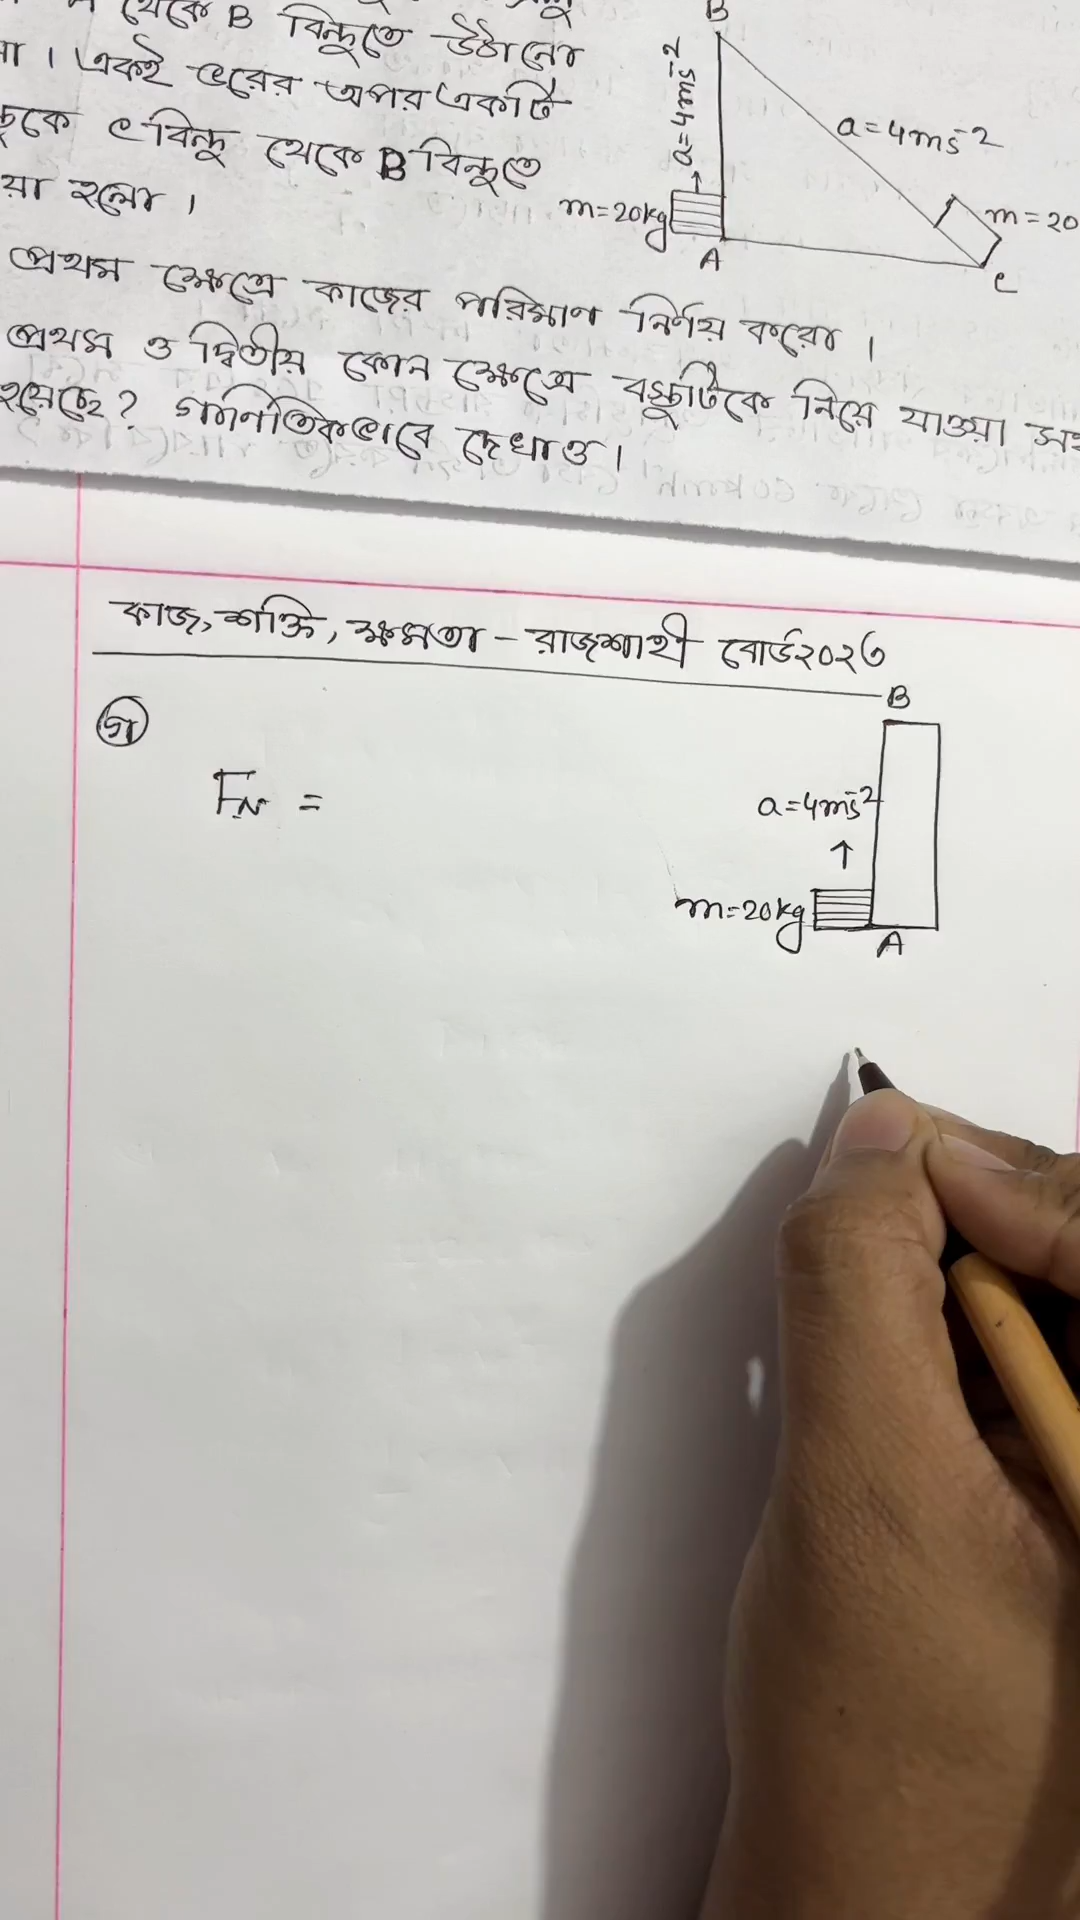 থেকে B বিন্দুতে উঠানো
। একই ভরের অপর একটি
C বিন্দু থেকে B বিন্দুতে
হলো ।
B
a=4ms⁻²
a=4ms⁻²
m=20kg
m=20
A
C
প্রথম ক্ষেত্রে কাজের পরিমাণ নির্ণয় করো ।
প্রথম ও দ্বিতীয় কোন ক্ষেত্রে বস্তুটিকে নিয়ে যাওয়া
হয়েছে? গাণিতিকভাবে দেখাও ।
কাজ, শক্তি, ক্ষমতা – রাজশাহী বোর্ড ২০২৩
গ
F_N =
B
a=4ms⁻²
m=20kg
A